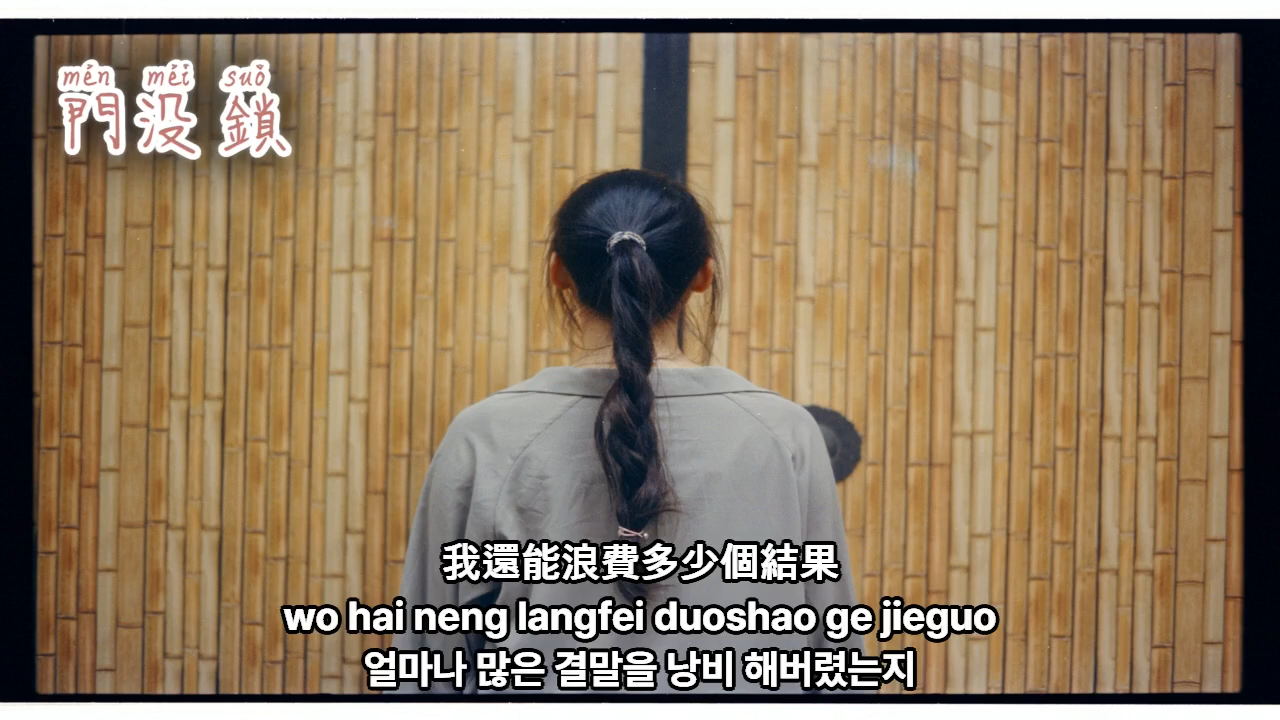 mén méi suǒ
門没鎖
我還能浪費多少個結果
wo hai neng langfei duoshao ge jieguo
얼마나 많은 결말을 낭비 해버렸는지